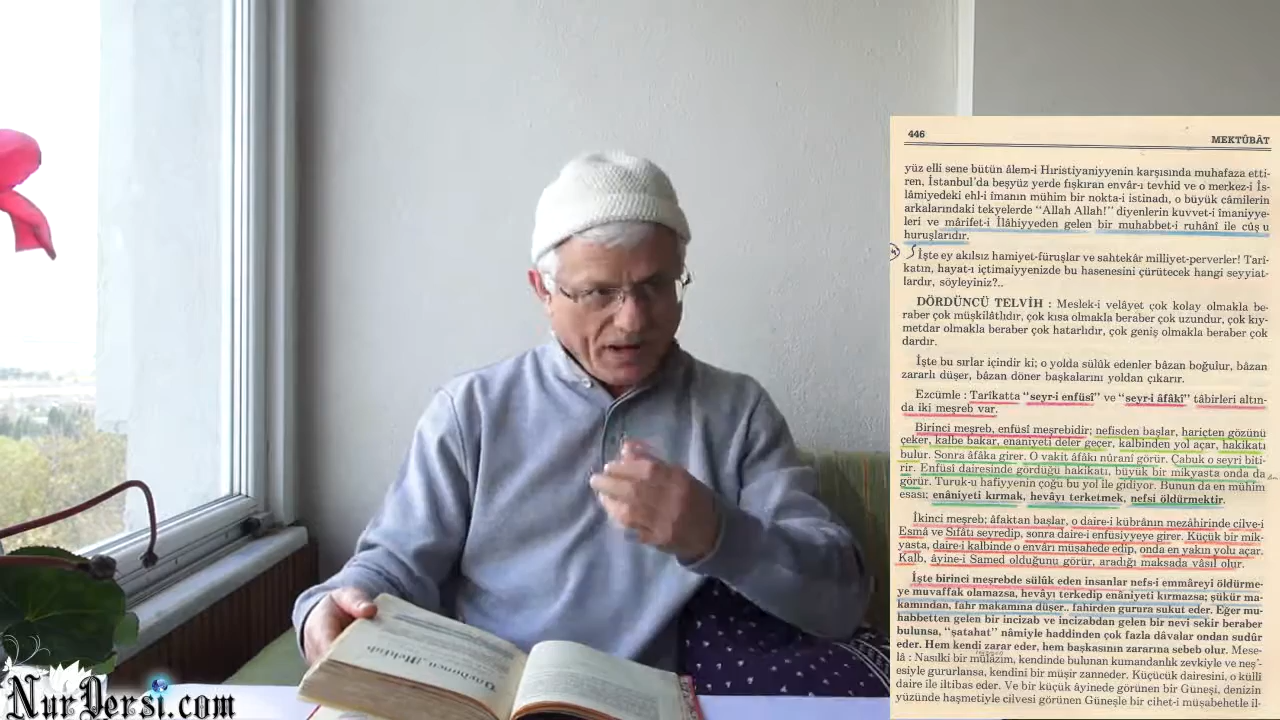 446 MEKTÛBÂT
yüz elli sene bütün âlem-i Hıristiyaniyyenin karşısında muhafaza etti-
ren, İstanbul'da beşyüz yerde fışkıran envâr-ı tevhid ve o merkez-i İs-
lâmiyedeki ehl-i imanın mühim bir nokta-i istinadı, o büyük câmilerin
arkalarındaki tekyelerde "Allah Allah!" diyenlerin kuvvet-i îmaniyye-
leri ve mârifet-i İlâhiyyeden gelen bir muhabbet-i ruhânî ile cûş u
huruşlarıdır.
İşte ey akılsız hamiyet-füruşlar ve sahtekâr milliyet-perverler! Tarî-
katın, hayat-ı içtimaiyyenizde bu hasenesini çürütecek hangi seyyiat-
lardır, söyleyiniz?..
DÖRDÜNCÜ TELVİH : Meslek-i velâyet çok kolay olmakla be-
raber çok müşkilâtlıdır, çok kısa olmakla beraber çok uzundur, çok kıy-
metdar olmakla beraber çok hatarlıdır, çok geniş olmakla beraber çok
dardır.
İşte bu sırlar içindir ki; o yolda sülûk edenler bâzan boğulur, bâzan
zararlı düşer, bâzan döner başkalarını yoldan çıkarır.
Ezcümle : Tarîkatta "seyr-i enfüsî" ve "seyr-i âfâkî" tâbirleri altın-
da iki meşreb var.
Birinci meşreb, enfüsî meşrebidir; nefisden başlar, hariçten gözünü
çeker, kalbe bakar, enâniyeti deler geçer, kalbinden yol açar, hakikatı
bulur. Sonra âfâka girer. O vakit âfâkı nûranî görür. Çabuk o seyri biti-
rir. Enfüsî dairesinde gördüğü hakikatı, büyük bir mikyasta onda da
görür. Turuk-u hafiyyenin çoğu bu yol ile gidiyor. Bunun da en mühim
esası; enâniyeti kırmak, hevâyı terketmek, nefsi öldürmektir.
İkinci meşreb; âfaktan başlar, o daire-i kübrânın mezâhirinde cilve-i
Esmâ ve Sıfâtı seyredip, sonra daire-i enfüsiyyeye girer. Küçük bir mik-
yasta, daire-i kalbinde o envârı müşahede edip, onda en yakın yolu açar.
Kalb, âyine-i Samed olduğunu görür, aradığı maksada vâsıl olur.
İşte birinci meşrebde sülûk eden insanlar nefs-i emmâreyi öldürme-
ye muvaffak olamazsa, hevâyı terkedip enâniyeti kırmazsa; şükür ma-
kamından, fahr makamına düşer.. fahirden gurura sukut eder. Eğer mu-
habbetten gelen bir incizab ve incizabdan gelen bir nevi sekir beraber
bulunsa, "şatahat" nâmiyle haddinden çok fazla dâvalar ondan sudûr
eder. Hem kendi zarar eder, hem başkasının zararına sebeb olur. Mese-
lâ : Nasılki bir mülâzım, kendinde bulunan kumandanlık zevkiyle ve neş'-
esiyle gururlansa, kendini bir müşir zanneder. Küçücük dairesini, o küllî
daire ile iltibas eder. Ve bir küçük âyinede görünen bir Güneşi, denizin
yüzünde haşmetiyle cilvesi görünen Güneşle bir cihet-i müşabehetle il-
NurDersi.com